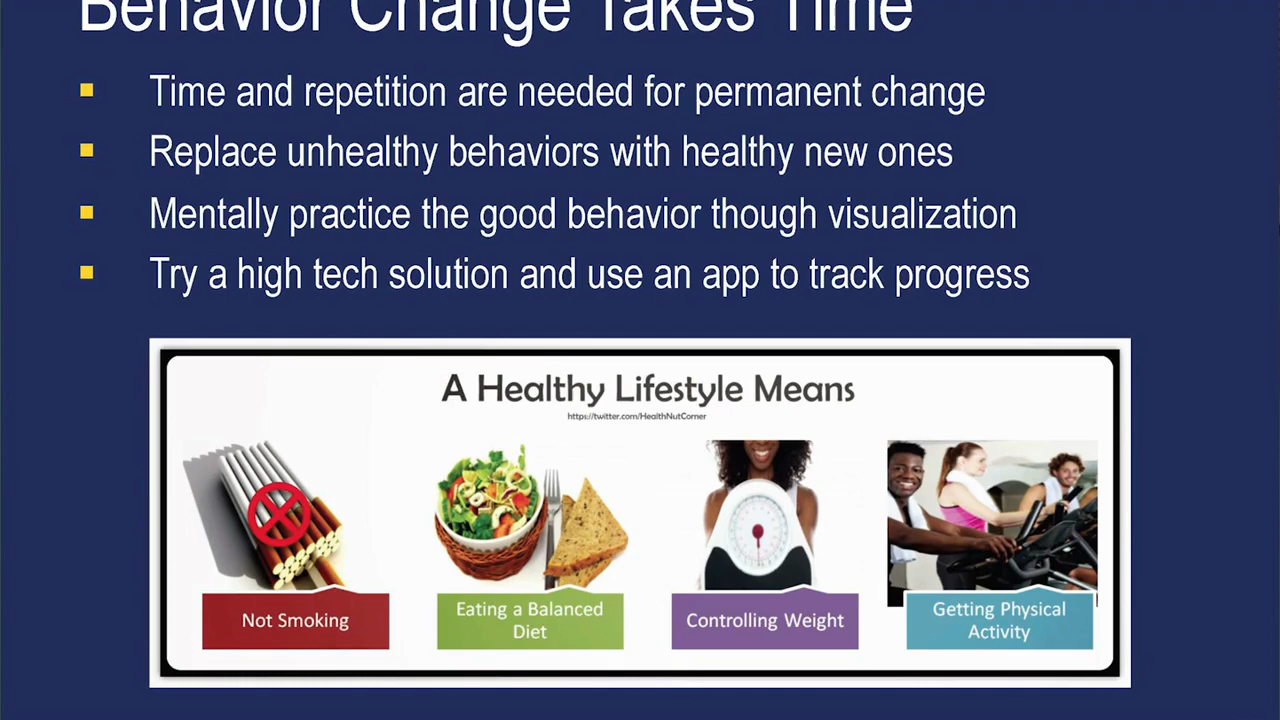 Behavior Change Takes Time
Time and repetition are needed for permanent change
Replace unhealthy behaviors with healthy new ones
Mentally practice the good behavior though visualization
Try a high tech solution and use an app to track progress
A Healthy Lifestyle Means
https://twitter.com/HealthNutCorner
Not Smoking
Eating a Balanced
Diet
Controlling Weight
Getting Physical
Activity